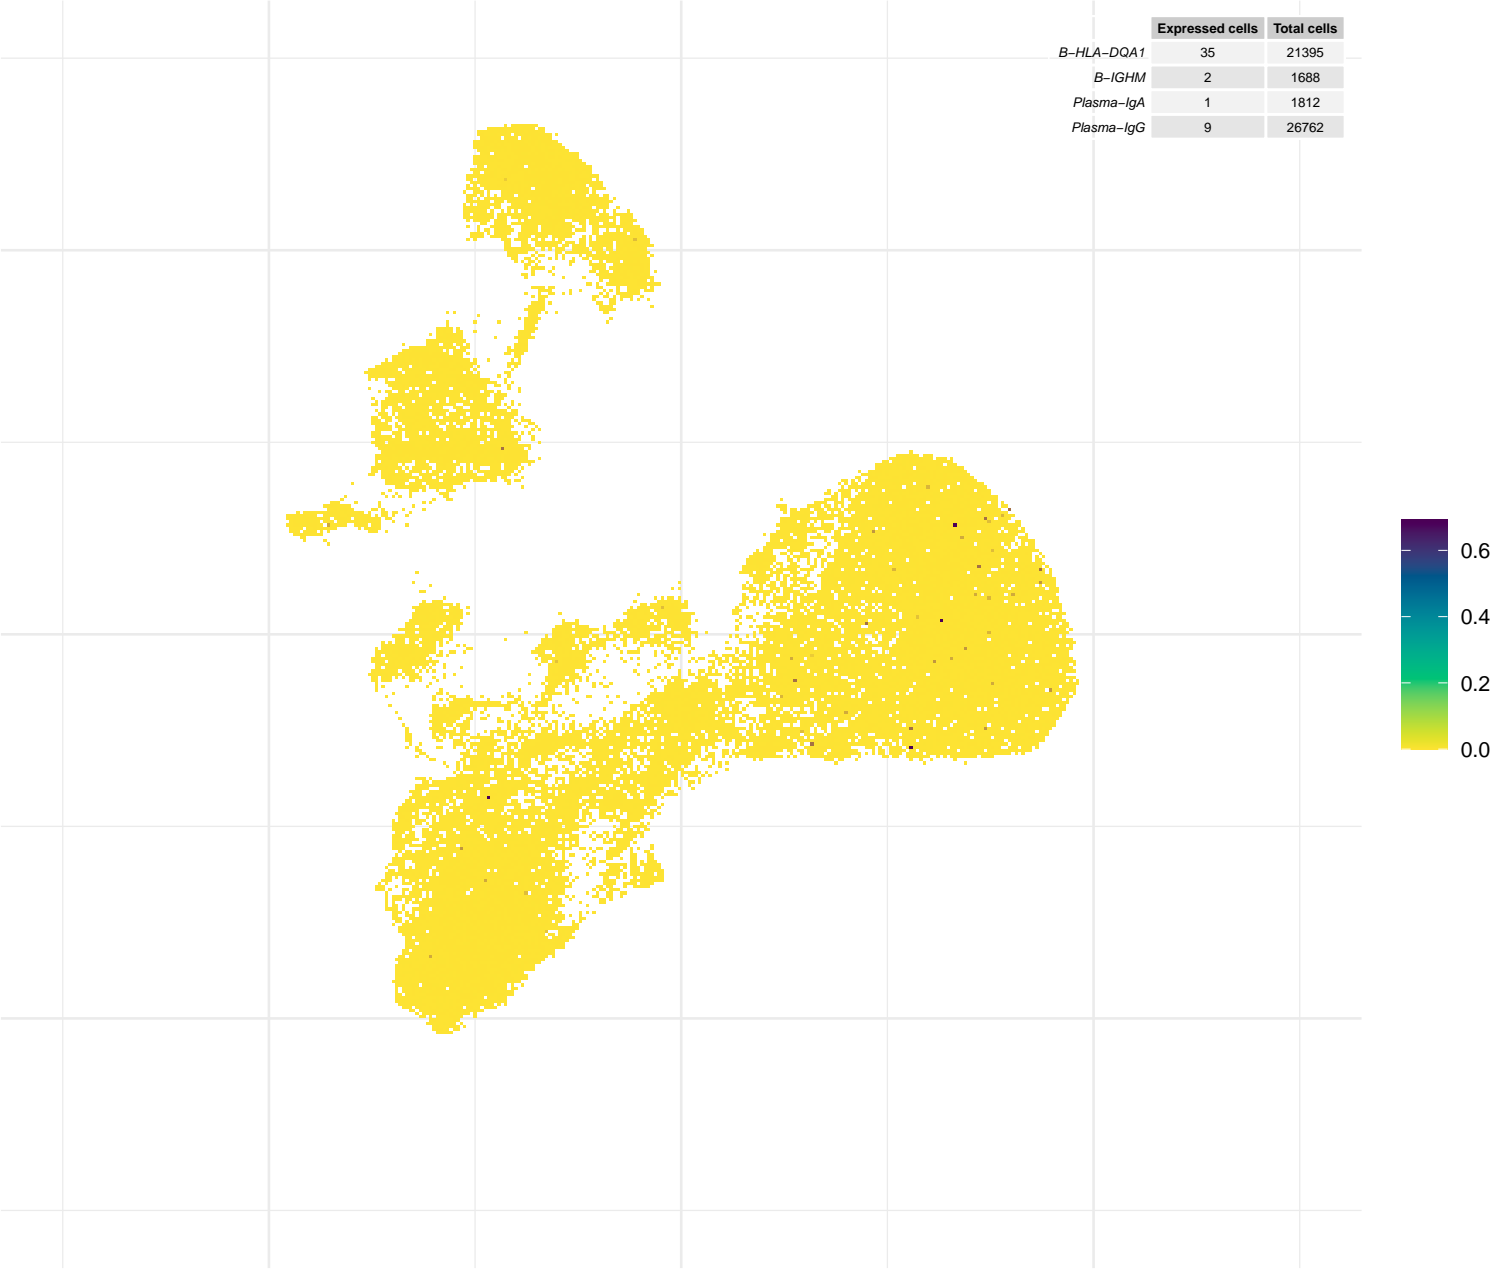 Expressed cells Total cells
B−HLA−DQA1 35 21395
B−IGHM 2 1688
Plasma−IgA 1 1812
Plasma−IgG 9 26762
0.6
0.4
0.2
0.0